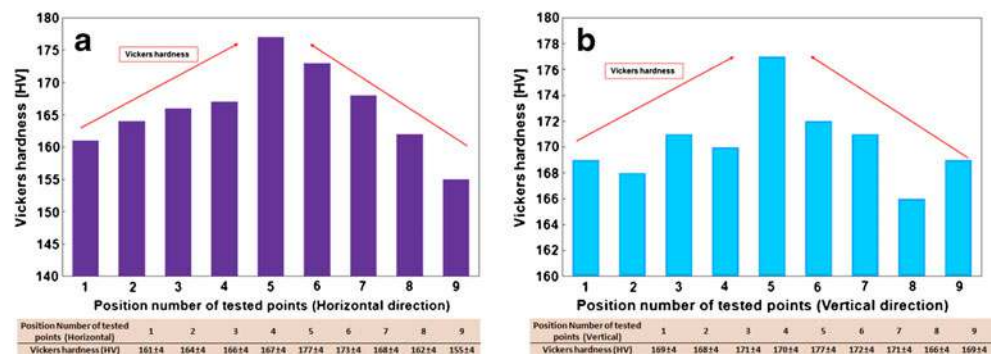 a
Vickers hardness
Vickers hardness [HV]
180
175
170
165
160
155
150
145
140
1 2 3 4 5 6 7 8 9
Position number of tested points (Horizontal direction)
Position Number of tested points (Horizontal) 1 2 3 4 5 6 7 8 9
Vickers hardness (HV) 161±4 164±4 166±4 167±4 177±4 173±4 168±4 162±4 155±4
b
Vickers hardness
Vickers hardness [HV]
180
178
176
174
172
170
168
166
164
162
160
1 2 3 4 5 6 7 8 9
Position number of tested points (Vertical direction)
Position Number of tested points (Vertical) 1 2 3 4 5 6 7 8 9
Vickers hardness (HV) 169±4 168±4 171±4 170±4 177±4 172±4 171±4 166±4 169±4